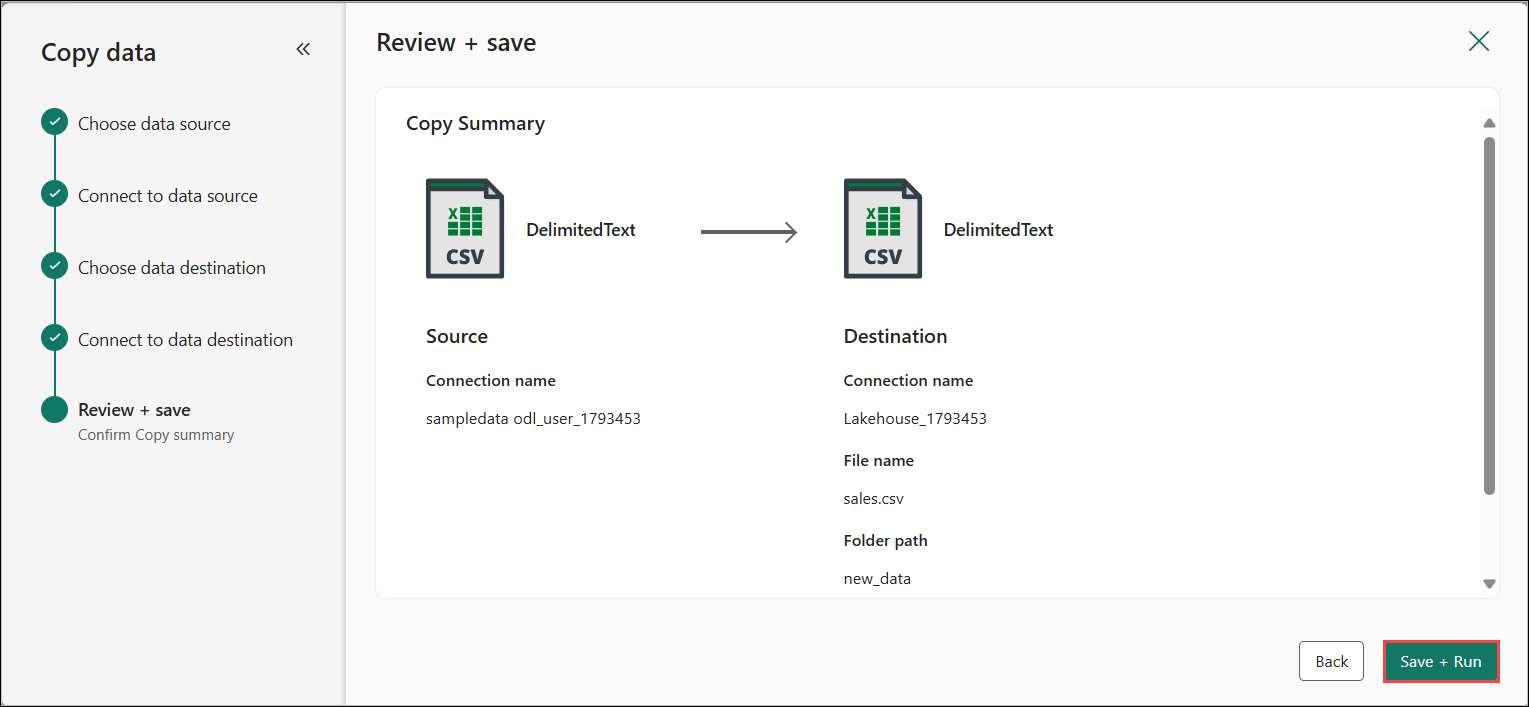 Copy data
Choose data source
Connect to data source
Choose data destination
Connect to data destination
Review + save
Confirm Copy summary
Review + save
Copy Summary
X
CSV
DelimitedText
X
CSV
DelimitedText
Source
Connection name
sampledata odl_user_1793453
Destination
Connection name
Lakehouse_1793453
File name
sales.csv
Folder path
new_data
Back
Save + Run